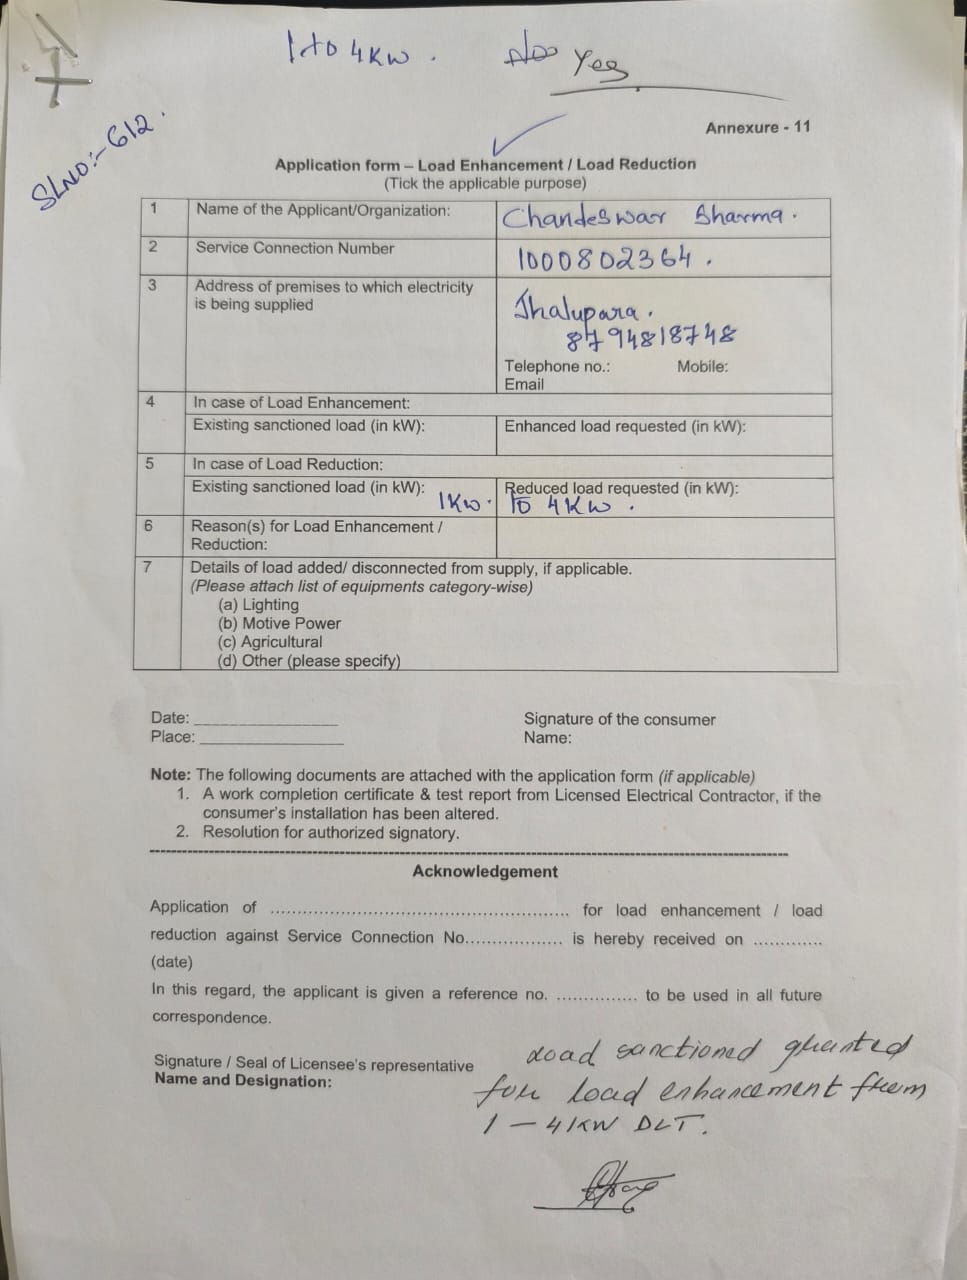 1 to 4 KW. Yes
SLNO:- 612.
Annexure - 11
Application form – Load Enhancement / Load Reduction
(Tick the applicable purpose)
1 Name of the Applicant/Organization: Chandeswar Sharma.
2 Service Connection Number 1000802364.
3 Address of premises to which electricity
is being supplied
Jhalupara.
8794818748
Telephone no.: Mobile:
Email
4 In case of Load Enhancement:
Existing sanctioned load (in kW): Enhanced load requested (in kW):
5 In case of Load Reduction:
Existing sanctioned load (in kW): Reduced load requested (in kW):
1KW. to 4KW.
6 Reason(s) for Load Enhancement /
Reduction:
7 Details of load added/ disconnected from supply, if applicable.
(Please attach list of equipments category-wise)
(a) Lighting
(b) Motive Power
(c) Agricultural
(d) Other (please specify)
Date: ____________________ Signature of the consumer
Place: ____________________ Name:
Note: The following documents are attached with the application form (if applicable)
1. A work completion certificate & test report from Licensed Electrical Contractor, if the
consumer's installation has been altered.
2. Resolution for authorized signatory.
Acknowledgement
Application of ...................................................... for load enhancement / load
reduction against Service Connection No................. is hereby received on .............
(date)
In this regard, the applicant is given a reference no. ............... to be used in all future
correspondence.
Signature / Seal of Licensee's representative
Name and Designation:
Load sanctioned granted
for load enhancement from
1 – 4KW DLT.